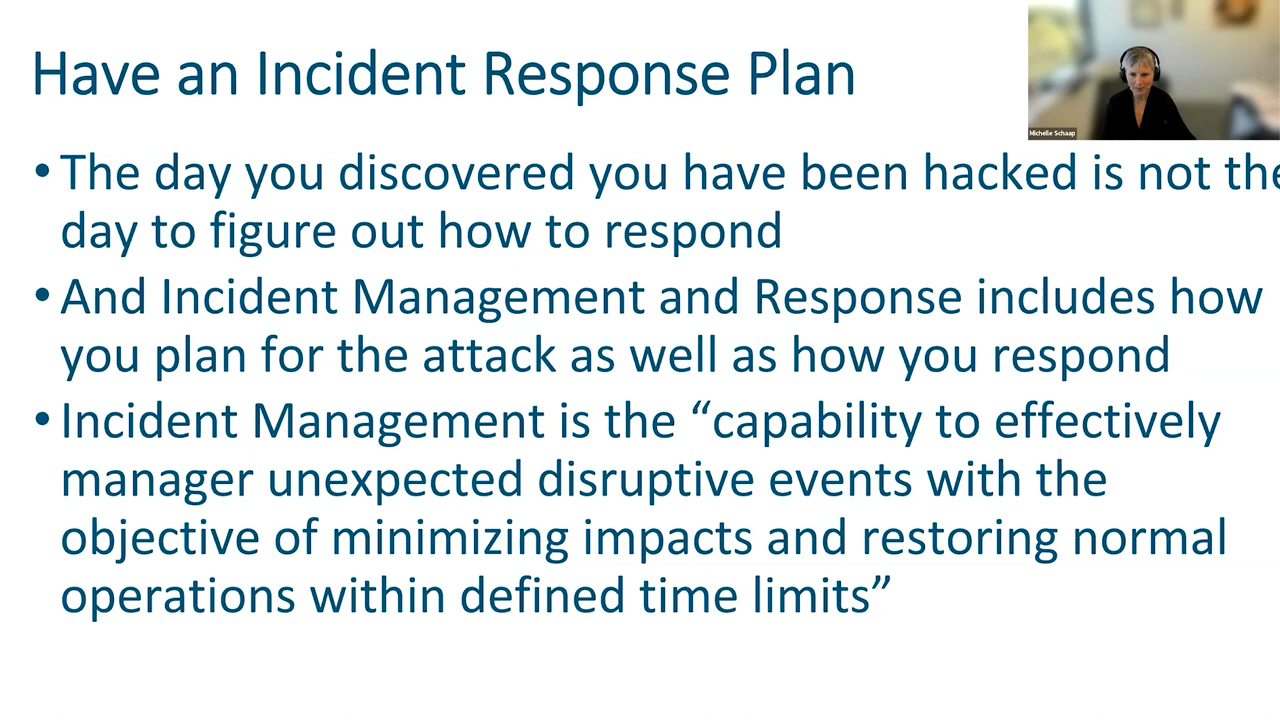 Have an Incident Response Plan
Michelle Schaap
• The day you discovered you have been hacked is not the
day to figure out how to respond
• And Incident Management and Response includes how
you plan for the attack as well as how you respond
• Incident Management is the “capability to effectively
manager unexpected disruptive events with the
objective of minimizing impacts and restoring normal
operations within defined time limits”